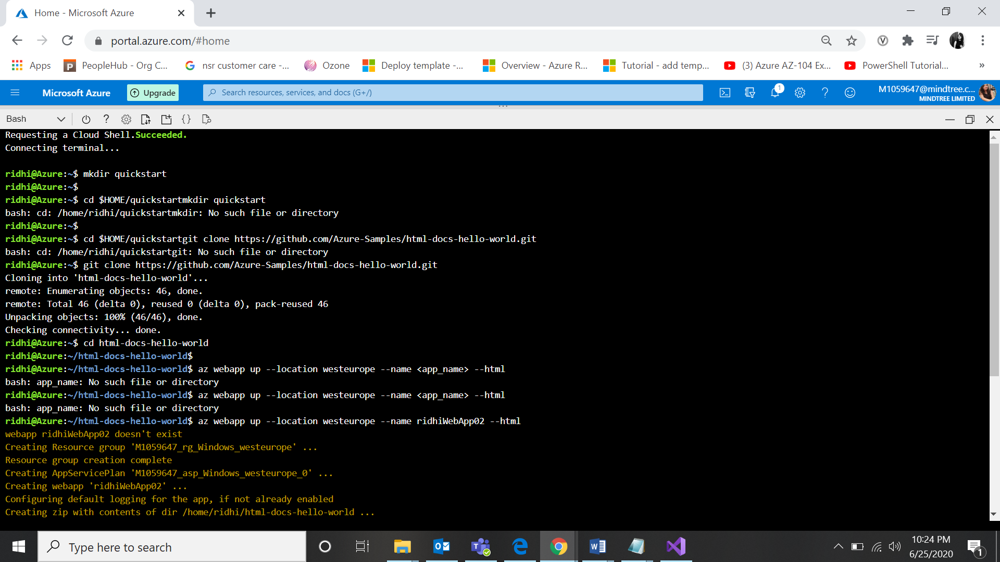 Home - Microsoft Azure
portal.azure.com/#home
Apps
PeopleHub - Org C...
nsr customer care -...
Ozone
Deploy template -...
Overview - Azure R...
Tutorial - add temp...
(3) Azure AZ-104 Ex...
PowerShell Tutorial...
»
Microsoft Azure
Upgrade
Search resources, services, and docs (G+/)
1
M1059647@mindtree.c...
MINDTREE LIMITED
Bash
Requesting a Cloud Shell.Succeeded.
Connecting terminal...
ridhi@Azure:~$ mkdir quickstart
ridhi@Azure:~$
ridhi@Azure:~$ cd $HOME/quickstartmkdir quickstart
bash: cd: /home/ridhi/quickstartmkdir: No such file or directory
ridhi@Azure:~$
ridhi@Azure:~$ cd $HOME/quickstartgit clone https://github.com/Azure-Samples/html-docs-hello-world.git
bash: cd: /home/ridhi/quickstartgit: No such file or directory
ridhi@Azure:~$ git clone https://github.com/Azure-Samples/html-docs-hello-world.git
Cloning into 'html-docs-hello-world'...
remote: Enumerating objects: 46, done.
remote: Total 46 (delta 0), reused 0 (delta 0), pack-reused 46
Unpacking objects: 100% (46/46), done.
Checking connectivity... done.
ridhi@Azure:~$ cd html-docs-hello-world
ridhi@Azure:~/html-docs-hello-world$
ridhi@Azure:~/html-docs-hello-world$ az webapp up --location westeurope --name <app_name> --html
bash: app_name: No such file or directory
ridhi@Azure:~/html-docs-hello-world$ az webapp up --location westeurope --name <app_name> --html
bash: app_name: No such file or directory
ridhi@Azure:~/html-docs-hello-world$ az webapp up --location westeurope --name ridhiWebApp02 --html
webapp ridhiWebApp02 doesn't exist
Creating Resource group 'M1059647_rg_Windows_westeurope' ...
Resource group creation complete
Creating AppServicePlan 'M1059647_asp_Windows_westeurope_0' ...
Creating webapp 'ridhiWebApp02' ...
Configuring default logging for the app, if not already enabled
Creating zip with contents of dir /home/ridhi/html-docs-hello-world ...
Type here to search
10:24 PM
6/25/2020
1